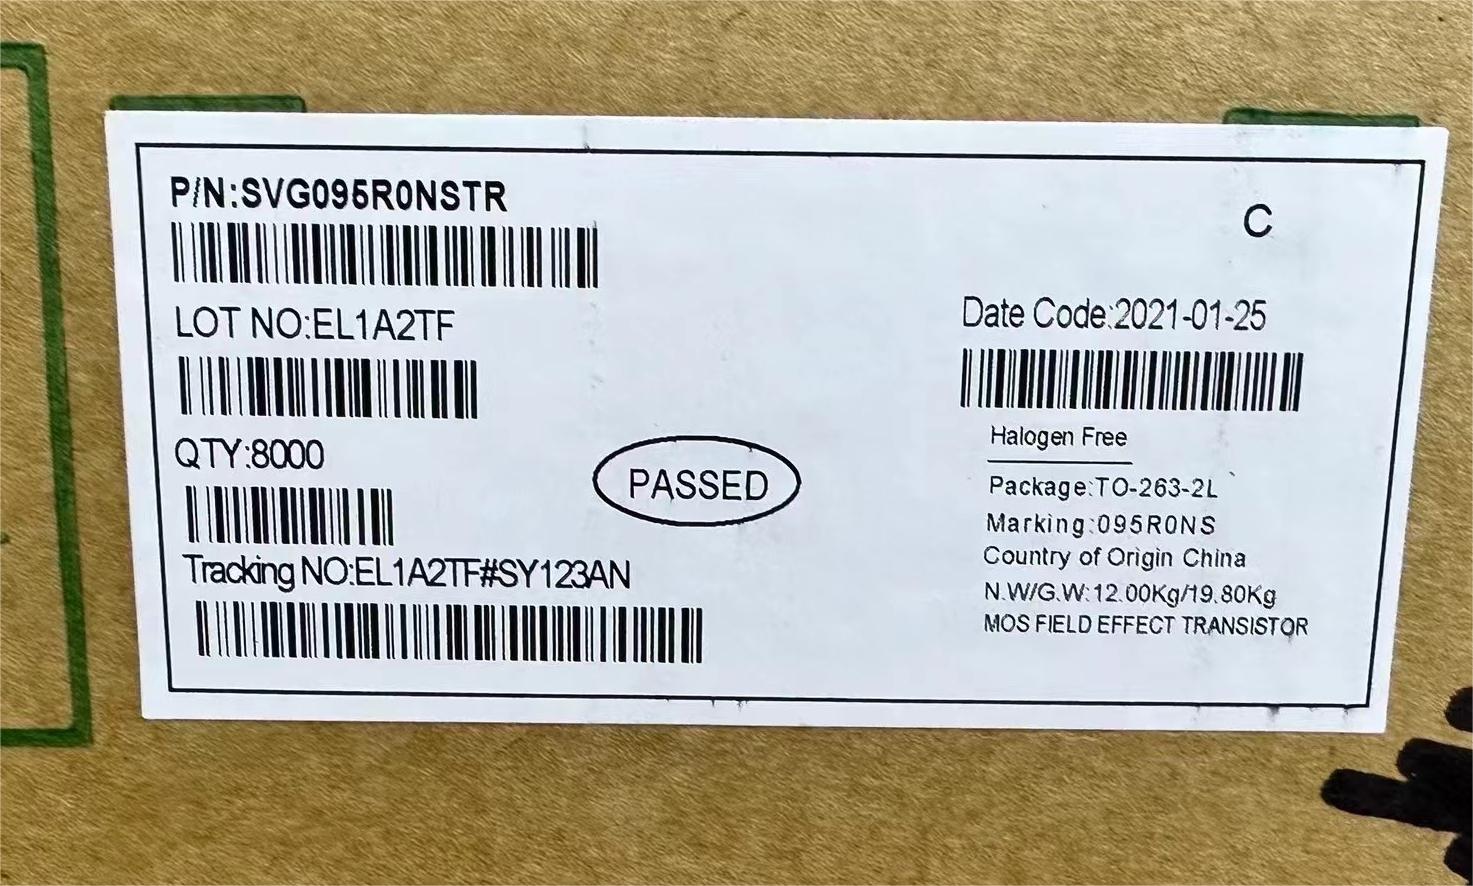 P/N:SVG095R0NSTR
C
LOT NO:EL1A2TF
Date Code:2021-01-25
QTY:8000
Halogen Free
PASSED
Package:TO-263-2L
Marking:095R0NS
Country of Origin China
Tracking NO:EL1A2TF#SY123AN
N.W/G.W:12.00Kg/19.80Kg
MOS FIELD EFFECT TRANSISTOR